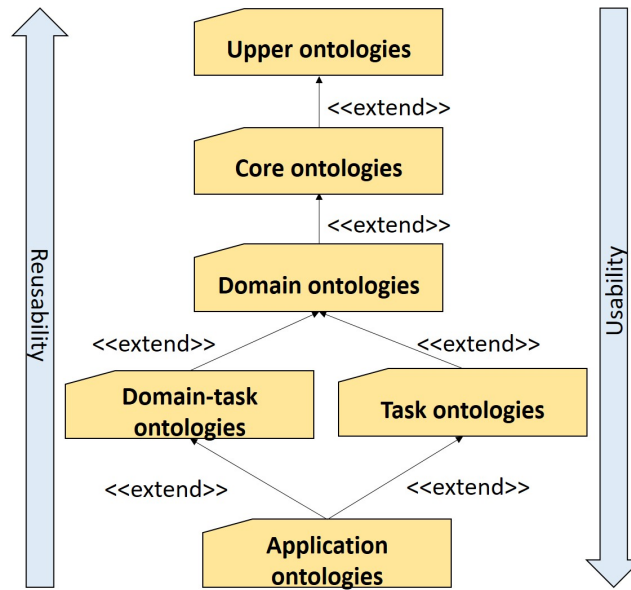 Upper ontologies
<<extend>>
Core ontologies
<<extend>>
Reusability
Usability
Domain ontologies
<<extend>>
<<extend>>
Domain-task
ontologies
Task ontologies
<<extend>>
<<extend>>
Application
ontologies